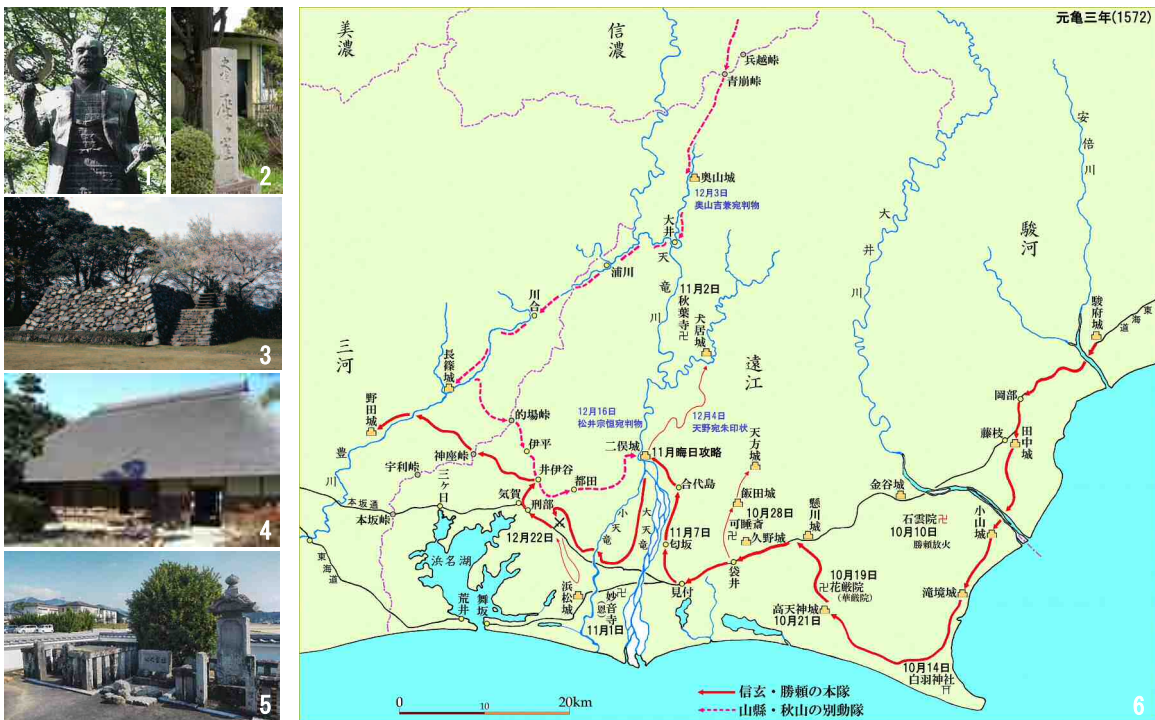 1
2
老
ヶ
3
4
5
元亀三年(1572)
美濃
信濃
兵越峠
青崩峠
安倍川
大井川
駿河
奥山城
12月3日
奥山吉兼宛判物
大井
天竜川
浦川
11月2日
秋葉寺卍
犬居城
川合
駿府城
東海道
三河
長篠城
遠江
岡部
野田城
的場峠
12月16日
松井宗恒宛判物
12月4日
天野宛朱印状
藤枝
田中城
伊平
二俣城
11月晦日攻略
天方城
神座峠
宇利峠
井伊谷
都田
合代島
飯田城
金谷城
豊川
三ヶ日
気賀
刑部
小天竜
大天竜
10月28日
可睡斎
卍
久野城
懸川城
石雲院卍
10月10日
勝頼放火
小山城
本坂通
本坂峠
12月22日
11月7日
匂坂
東海道
浜名湖
袋井
浜松城
見付
10月19日
卍花厳院
(華厳院)
滝境城
荒井
舞坂
卍
妙音寺
(恩)
11月1日
高天神城
10月21日
10月14日
白羽神社
0
10
20km
信玄・勝頼の本隊
山縣・秋山の別動隊
6